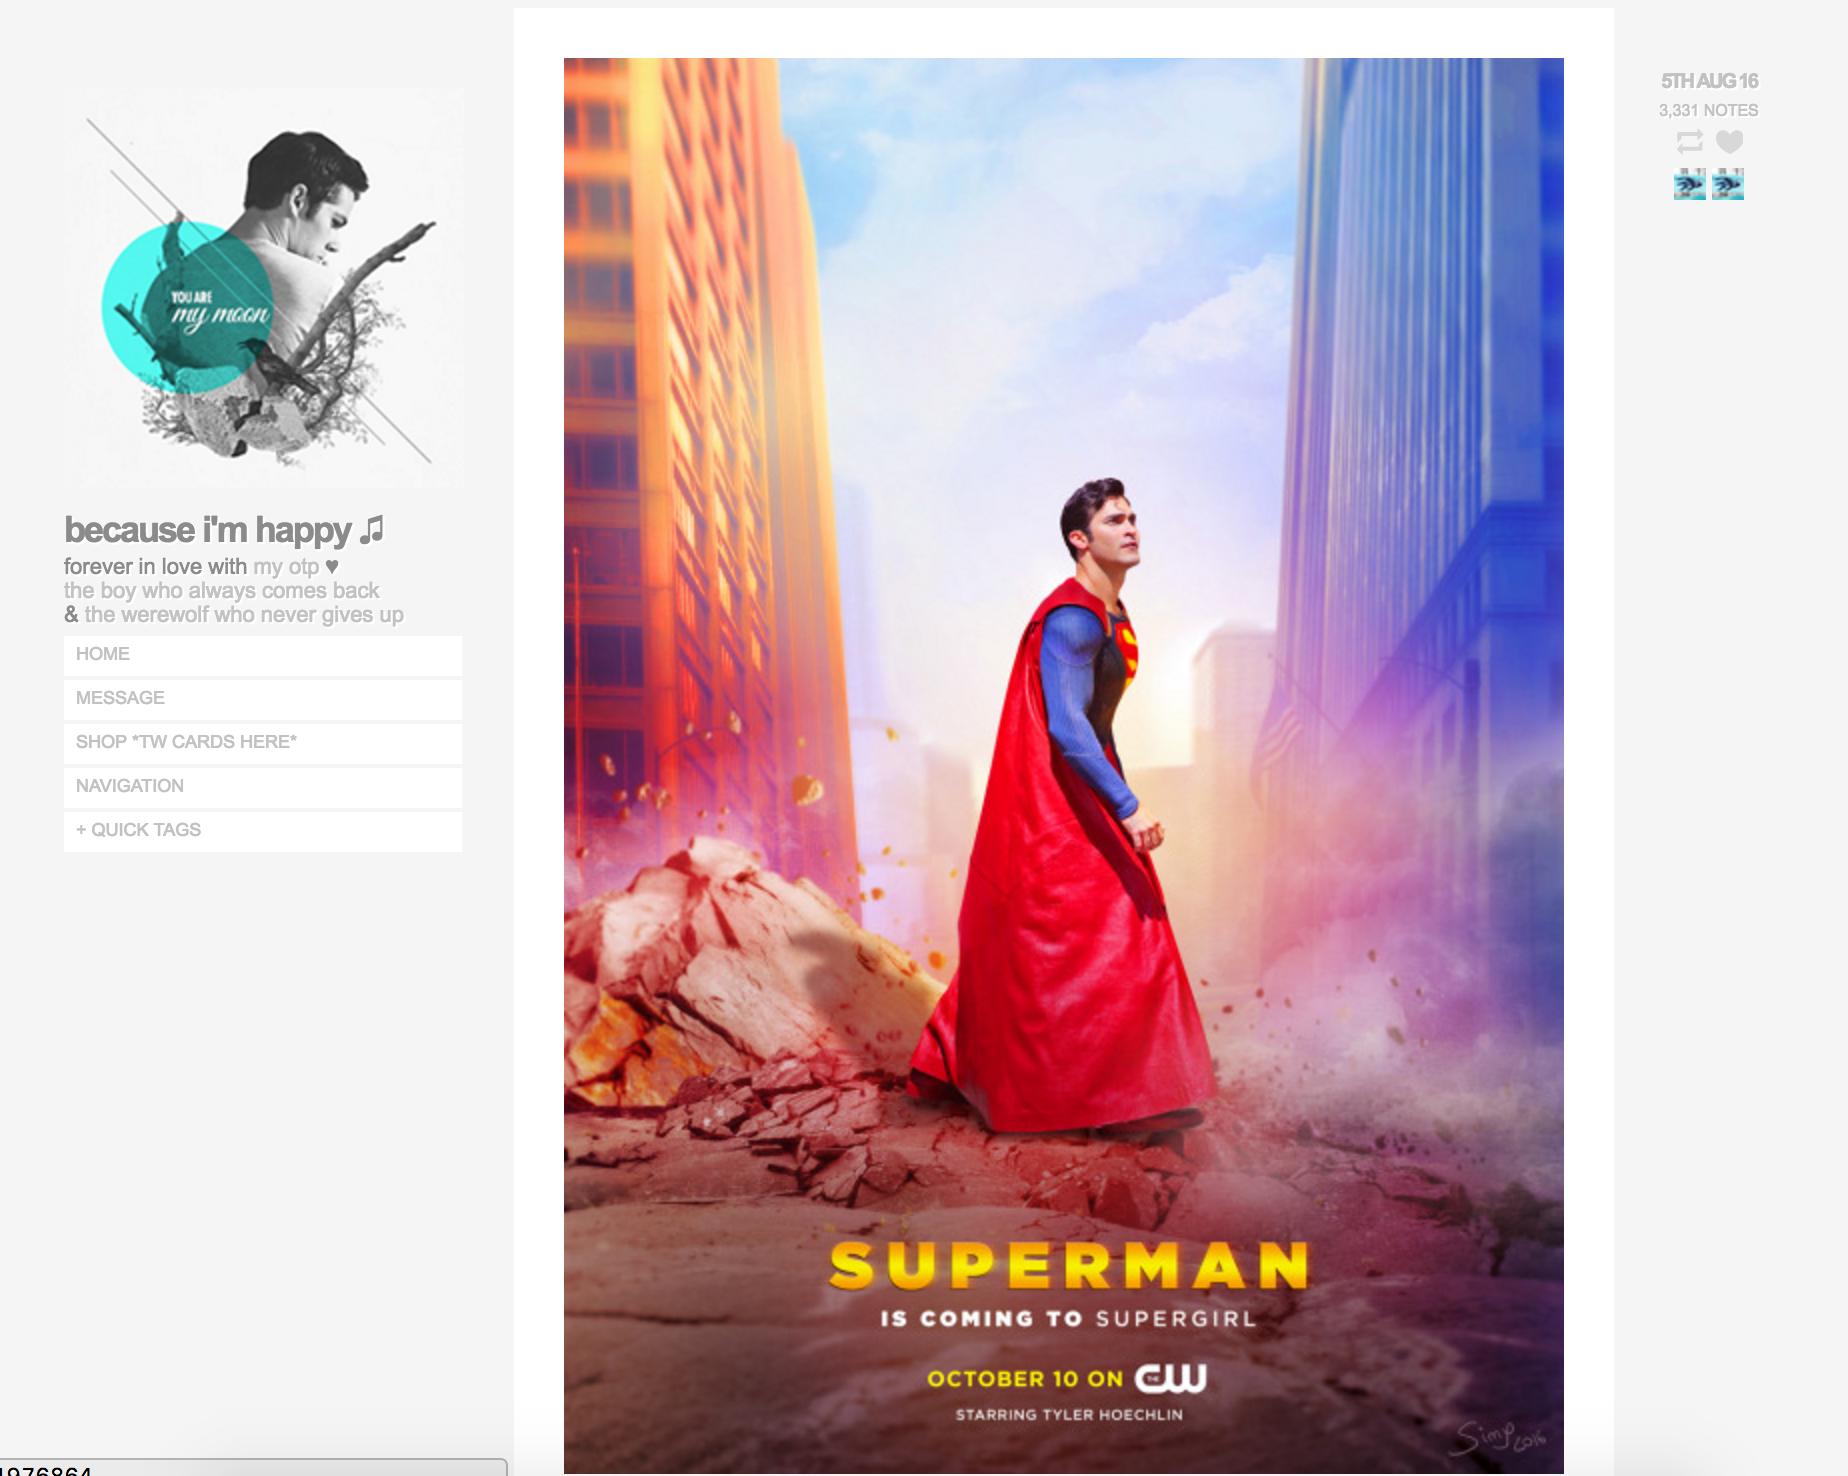 YOU ARE
my moon
because i'm happy ♫
forever in love with my otp ♥
the boy who always comes back
& the werewolf who never gives up
HOME
MESSAGE
SHOP *TW CARDS HERE*
NAVIGATION
+ QUICK TAGS
SUPERMAN
IS COMING TO SUPERGIRL
OCTOBER 10 ON THE CW
STARRING TYLER HOECHLIN
Simp 2016
5TH AUG 16
3,331 NOTES